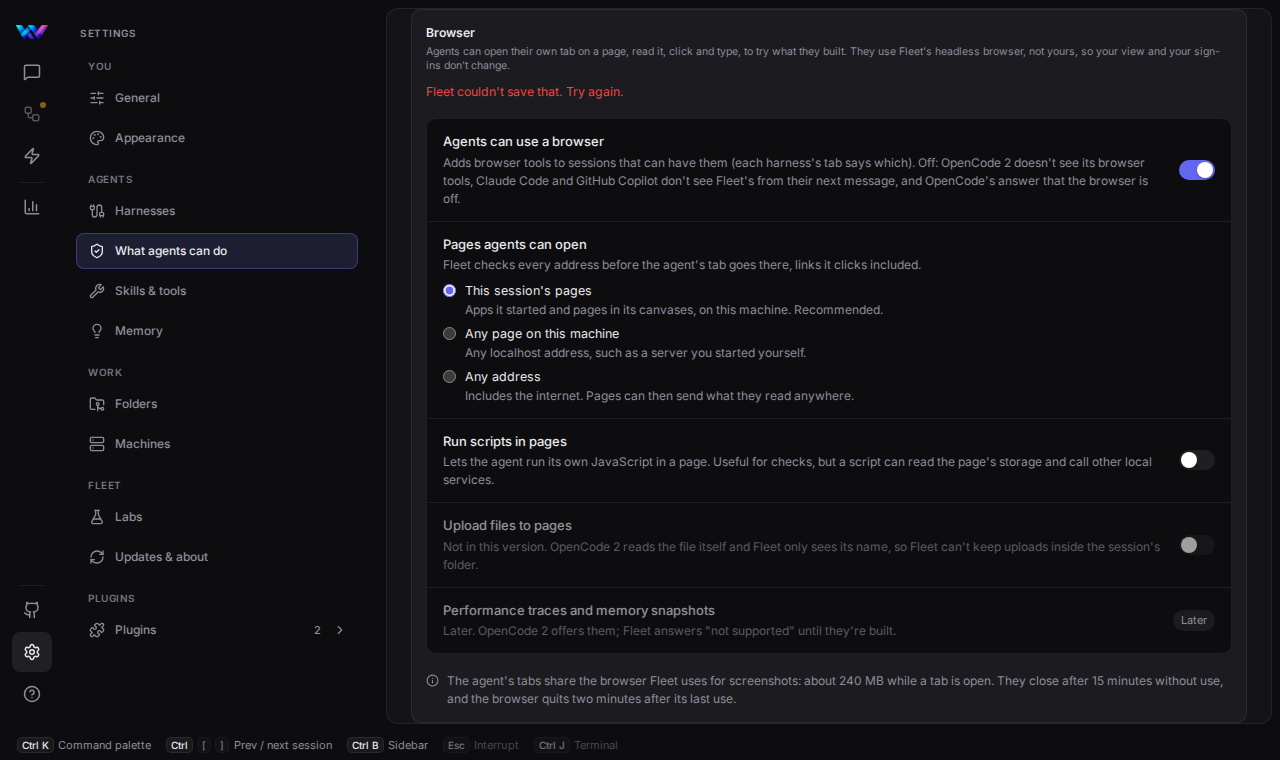 SETTINGS
YOU
General
Appearance
AGENTS
Harnesses
What agents can do
Skills & tools
Memory
WORK
Folders
Machines
FLEET
Labs
Updates & about
PLUGINS
Plugins 2
Browser
Agents can open their own tab on a page, read it, click and type, to try what they built. They use Fleet's headless browser, not yours, so your view and your sign-
ins don't change.
Fleet couldn't save that. Try again.
Agents can use a browser
Adds browser tools to sessions that can have them (each harness's tab says which). Off: OpenCode 2 doesn't see its browser
tools, Claude Code and GitHub Copilot don't see Fleet's from their next message, and OpenCode's answer that the browser is
off.
Pages agents can open
Fleet checks every address before the agent's tab goes there, links it clicks included.
This session's pages
Apps it started and pages in its canvases, on this machine. Recommended.
Any page on this machine
Any localhost address, such as a server you started yourself.
Any address
Includes the internet. Pages can then send what they read anywhere.
Run scripts in pages
Lets the agent run its own JavaScript in a page. Useful for checks, but a script can read the page's storage and call other local
services.
Upload files to pages
Not in this version. OpenCode 2 reads the file itself and Fleet only sees its name, so Fleet can't keep uploads inside the session's
folder.
Performance traces and memory snapshots
Later. OpenCode 2 offers them; Fleet answers "not supported" until they're built.
Later
The agent's tabs share the browser Fleet uses for screenshots: about 240 MB while a tab is open. They close after 15 minutes without use,
and the browser quits two minutes after its last use.
Ctrl K Command palette Ctrl [ ] Prev / next session Ctrl B Sidebar Esc Interrupt Ctrl J Terminal